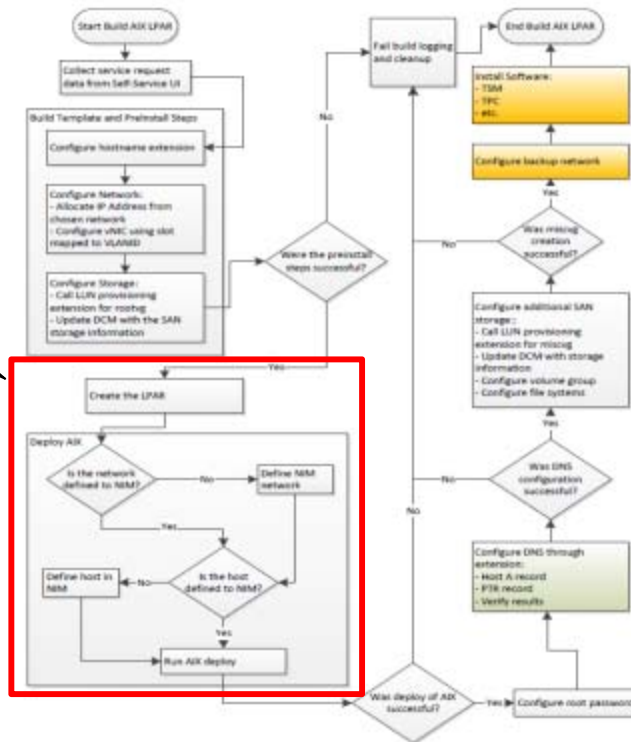 Start Build AIX LPAR
Collect service request
data from Self-Service UI
Build Template and Preinstall Steps
Configure hostname extension
Configure Network:
- Allocate IP Address from
chosen network
- Configure vNIC using slot
mapped to VLANID
Configure Storage:
- Call LUN provisioning
extension for rootvg
- Update DCM with the SAN
storage information
Were the preinstall
steps successful?
No
Yes
Fail build logging
and cleanup
Create the LPAR
Deploy AIX
Is the network
defined to NIM?
No
Define NIM
network
Yes
Is the host
defined to NIM?
No
Define host in
NIM
Yes
Run AIX deploy
Was deploy of AIX
successful?
No
Yes
Configure root password
Configure DNS through
extension:
- Host A record
- PTR record
- Verify results
Was DNS
configuration
successful?
No
Yes
Configure additional SAN
storage:
- Call LUN provisioning
extension for miscvg
- Update DCM with storage
information
- Configure volume group
- Configure file systems
Was miscvg
creation
successful?
No
Yes
Configure backup network
Install Software:
- TSM
- TPC
- etc.
End Build AIX LPAR